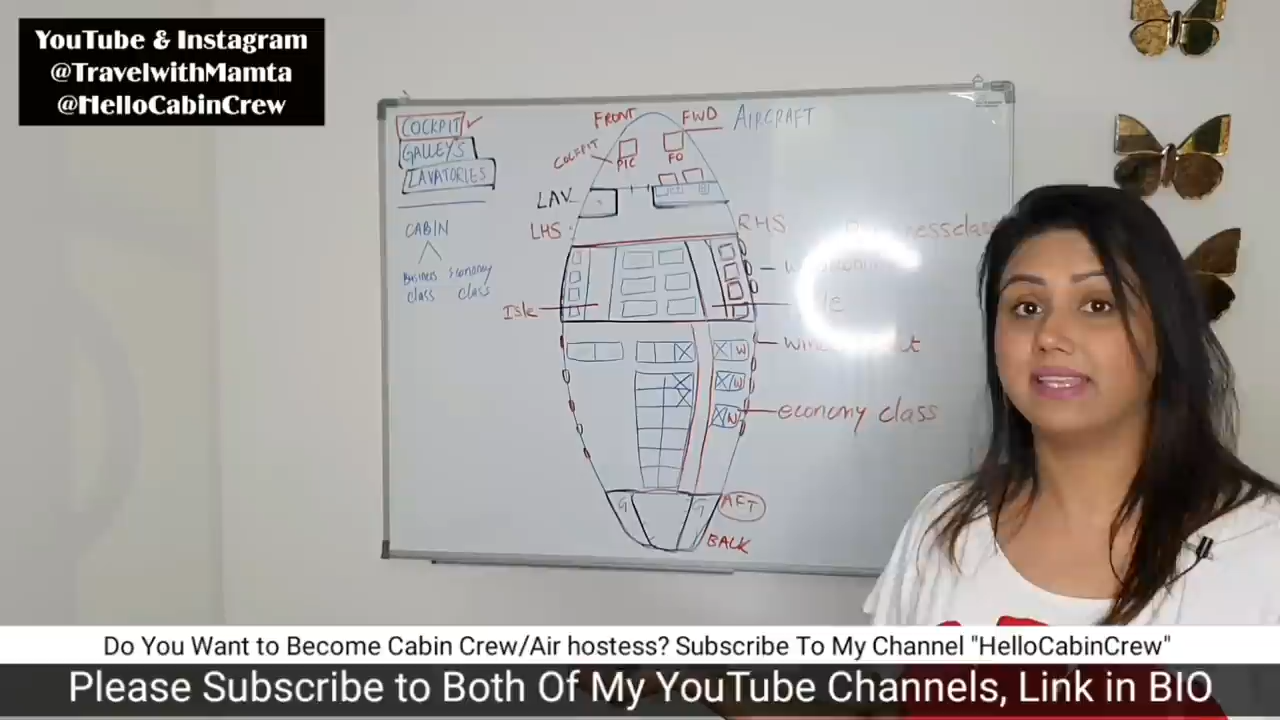 YouTube & Instagram
@TravelwithMamta
@HelloCabinCrew
COCKPIT
GALLEYS
LAVATORIES
CABIN
Business Economy
class class
FRONT
FWD
AIRCRAFT
COCKPIT
PIC
FO
LAV
LHS
RHS
Isle
W
W
W
economy class
G
G
AFT
BACK
Do You Want to Become Cabin Crew/Air hostess? Subscribe To My Channel "HelloCabinCrew"
Please Subscribe to Both Of My YouTube Channels, Link in BIO